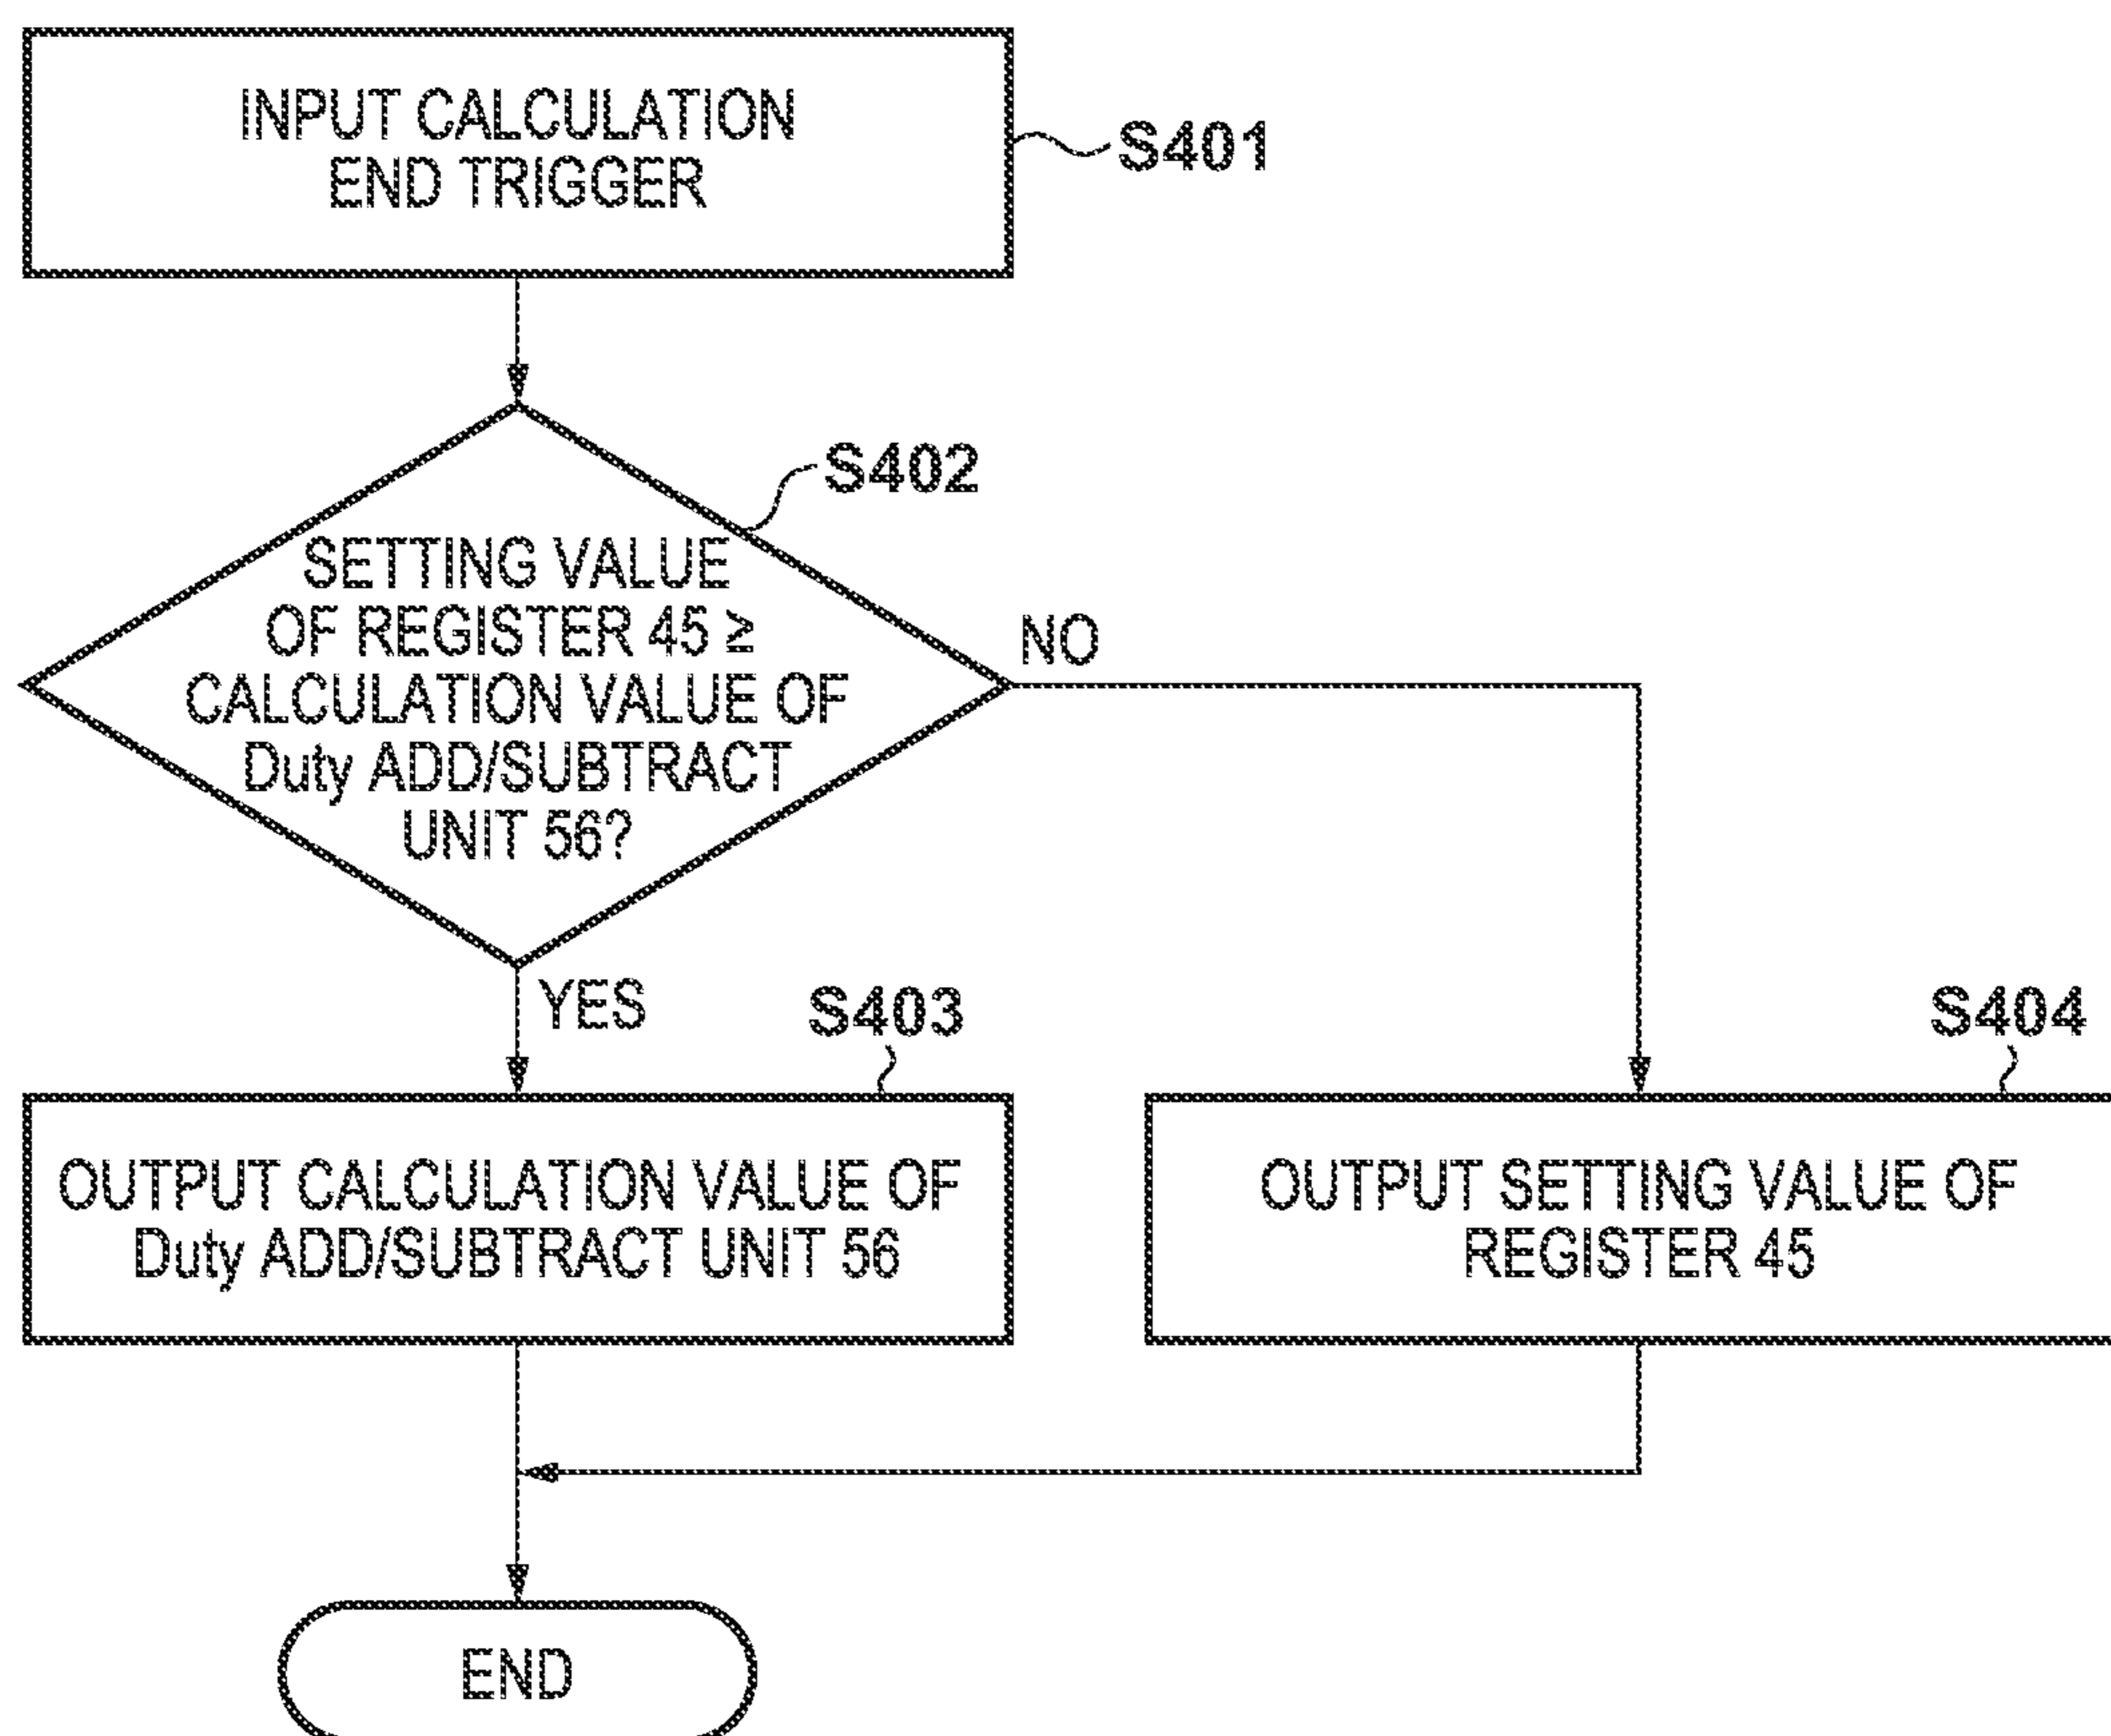 INPUT CALCULATION
END TRIGGER
S401
S402
SETTING VALUE
OF REGISTER 45 ≥
CALCULATION VALUE OF
Duty ADD/SUBTRACT
UNIT 56?
NO
YES
S403
S404
OUTPUT CALCULATION VALUE OF
Duty ADD/SUBTRACT UNIT 56
OUTPUT SETTING VALUE OF
REGISTER 45
END